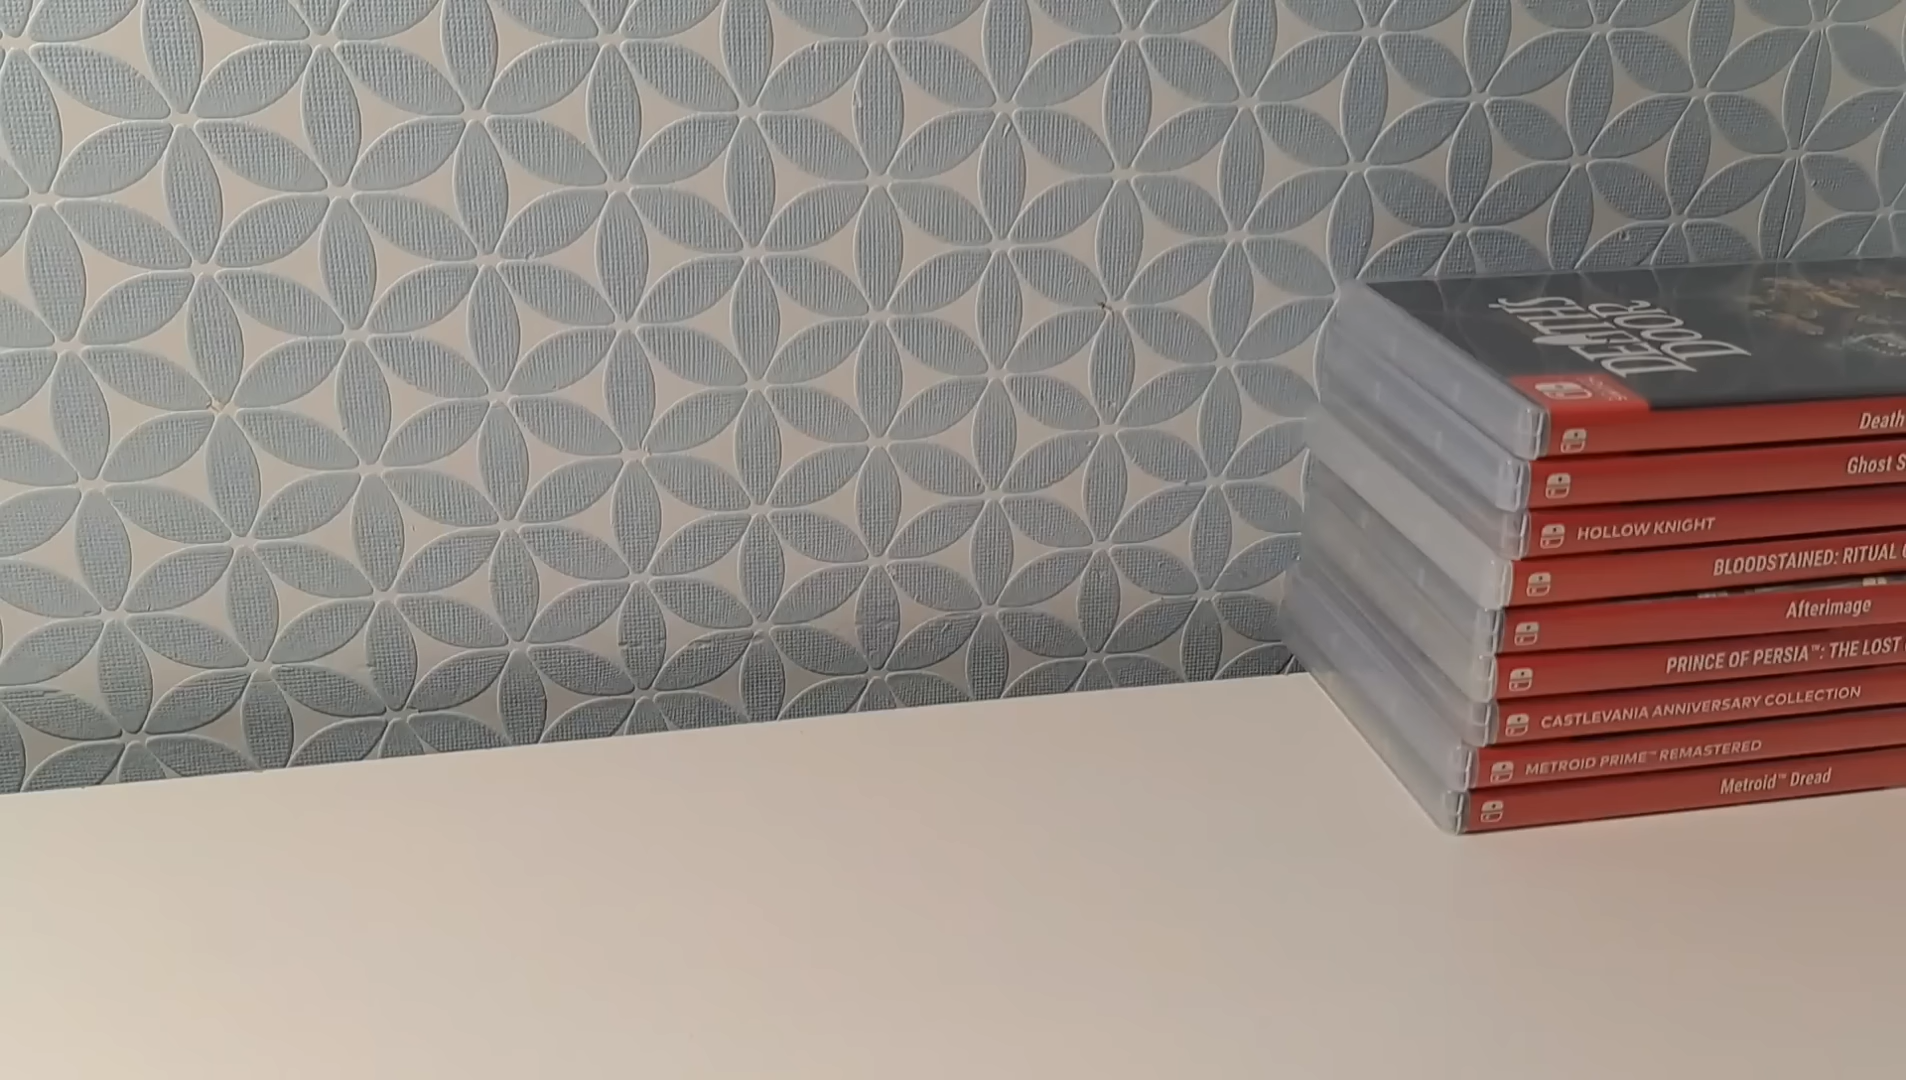 DEATH'S
DOOR
Death
Ghost S
HOLLOW KNIGHT
BLOODSTAINED: RITUAL
Afterimage
PRINCE OF PERSIA™: THE LOST
CASTLEVANIA ANNIVERSARY COLLECTION
METROID PRIME™ REMASTERED
Metroid™ Dread